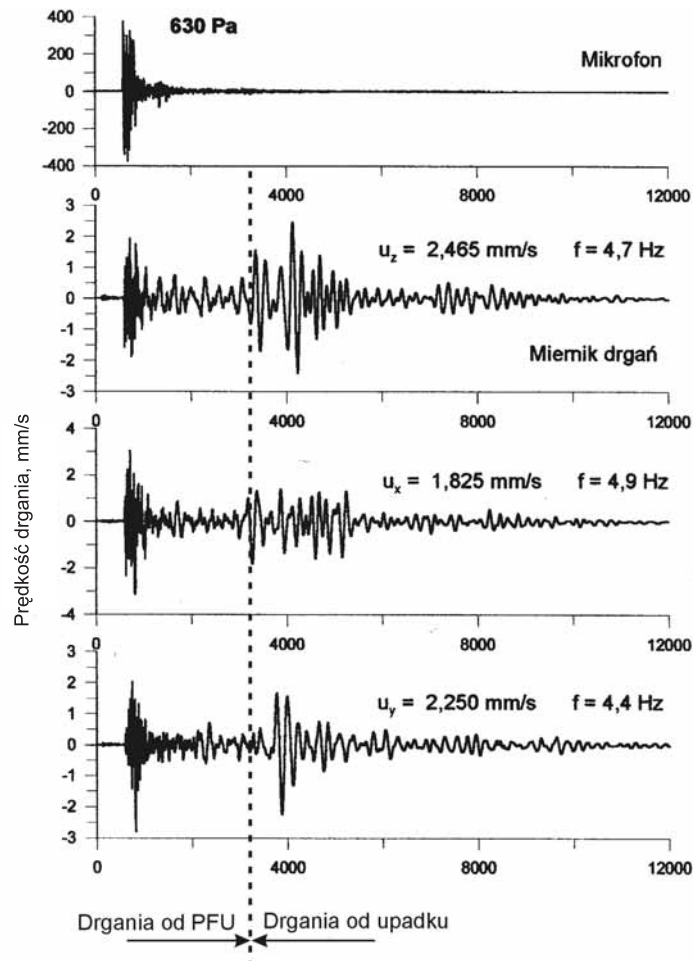 630 Pa
Mikrofon
400
200
0
-200
-400
0 4000 8000 12000
3
2
1
0
-1
-2
-3
u_z = 2,465 mm/s f = 4,7 Hz
Miernik drgań
0 4000 8000 12000
4
2
0
-2
-4
u_x = 1,825 mm/s f = 4,9 Hz
0 4000 8000 12000
3
2
1
0
-1
-2
-3
u_y = 2,250 mm/s f = 4,4 Hz
0 4000 8000 12000
Prędkość drgania, mm/s
Drgania od PFU
Drgania od upadku